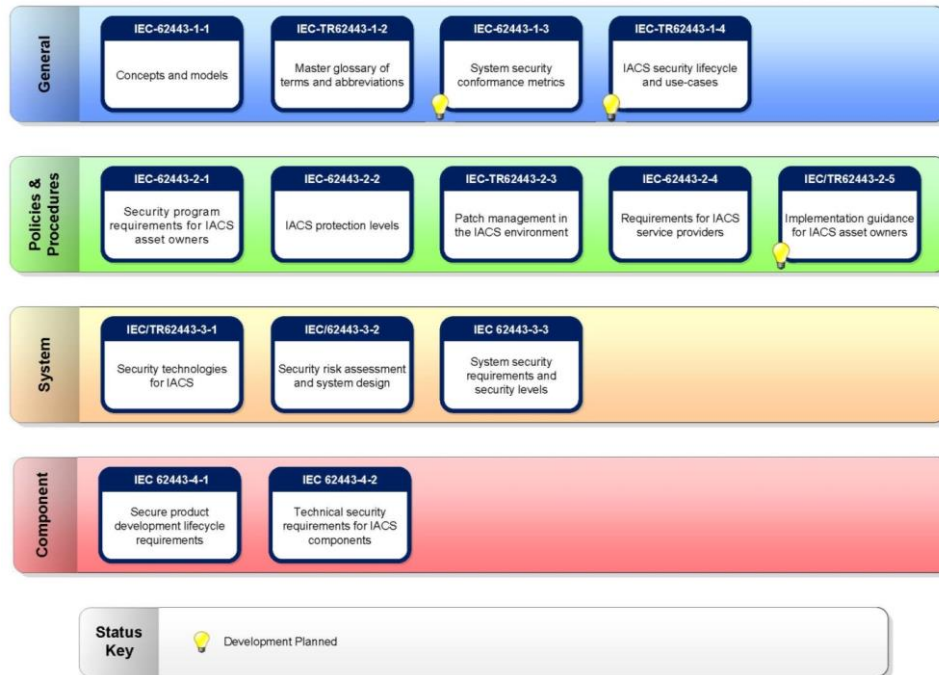 General
IEC-62443-1-1
Concepts and models
IEC-TR62443-1-2
Master glossary of
terms and abbreviations
IEC-62443-1-3
System security
conformance metrics
IEC-TR62443-1-4
IACS security lifecycle
and use-cases
Policies &
Procedures
IEC-62443-2-1
Security program
requirements for IACS
asset owners
IEC-62443-2-2
IACS protection levels
IEC-TR62443-2-3
Patch management in
the IACS environment
IEC-62443-2-4
Requirements for IACS
service providers
IEC/TR62443-2-5
Implementation guidance
for IACS asset owners
System
IEC/TR62443-3-1
Security technologies
for IACS
IEC/62443-3-2
Security risk assessment
and system design
IEC 62443-3-3
System security
requirements and
security levels
Component
IEC 62443-4-1
Secure product
development lifecycle
requirements
IEC 62443-4-2
Technical security
requirements for IACS
components
Status
Key
Development Planned